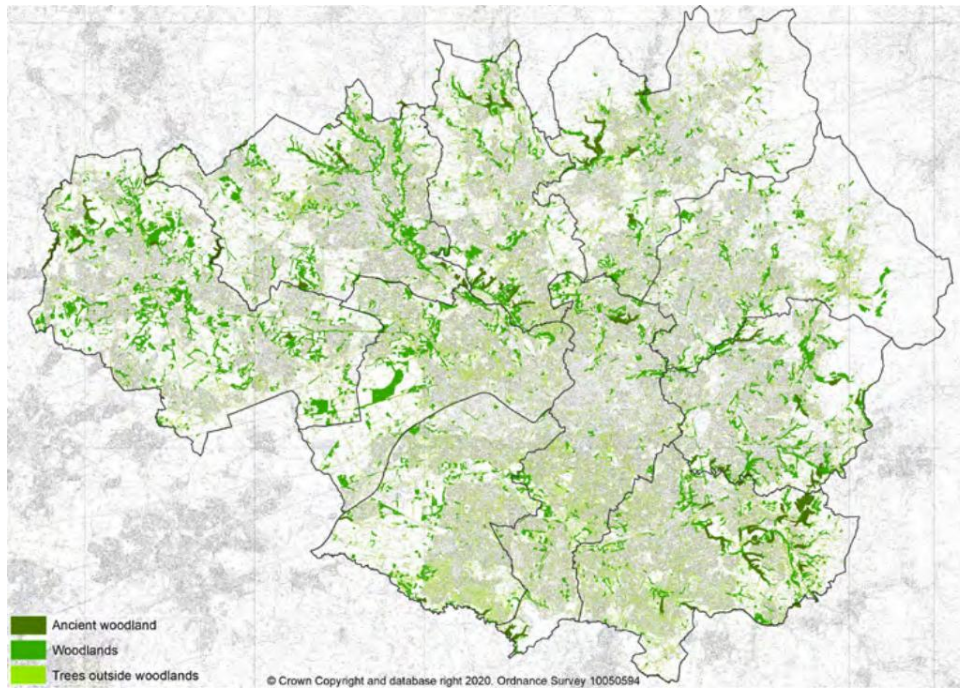 Ancient woodland
Woodlands
Trees outside woodlands
© Crown Copyright and database right 2020. Ordnance Survey 10050594